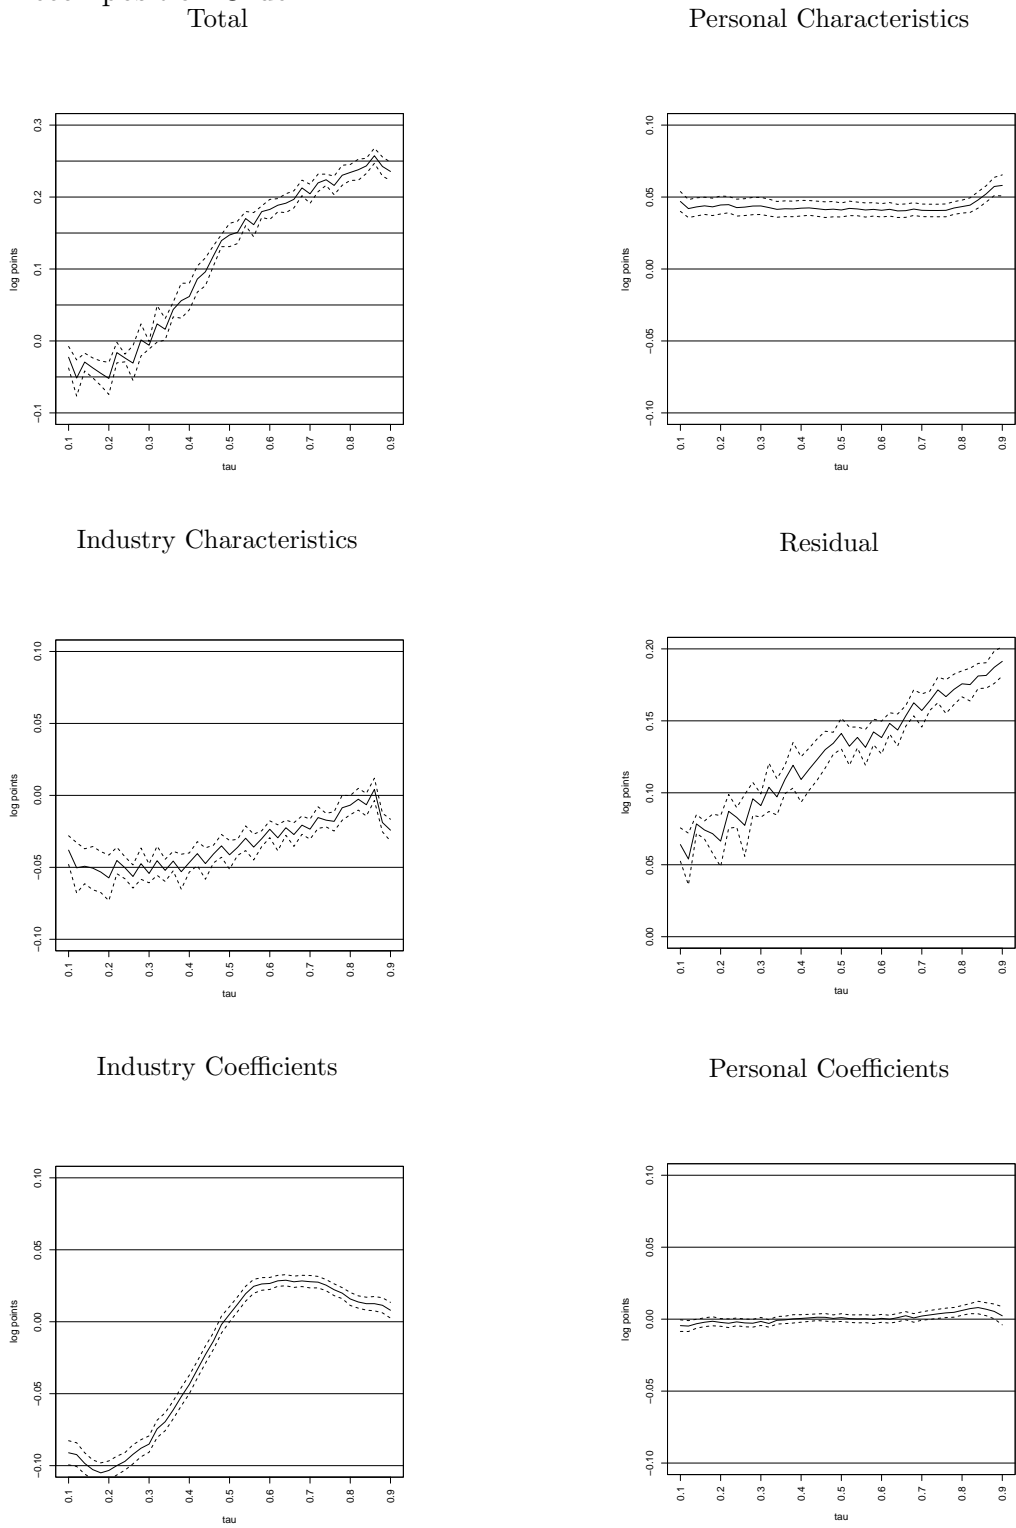 Total
Personal Characteristics
0.3
0.2
0.1
0.0
−0.1
log points
0.1 0.2 0.3 0.4 0.5 0.6 0.7 0.8 0.9
tau
0.10
0.05
0.00
−0.05
−0.10
log points
0.1 0.2 0.3 0.4 0.5 0.6 0.7 0.8 0.9
tau
Industry Characteristics
Residual
0.10
0.05
0.00
−0.05
−0.10
log points
0.1 0.2 0.3 0.4 0.5 0.6 0.7 0.8 0.9
tau
0.20
0.15
0.10
0.05
0.00
log points
0.1 0.2 0.3 0.4 0.5 0.6 0.7 0.8 0.9
tau
Industry Coefficients
Personal Coefficients
0.10
0.05
0.00
−0.05
−0.10
log points
0.1 0.2 0.3 0.4 0.5 0.6 0.7 0.8 0.9
tau
0.10
0.05
0.00
−0.05
−0.10
log points
0.1 0.2 0.3 0.4 0.5 0.6 0.7 0.8 0.9
tau